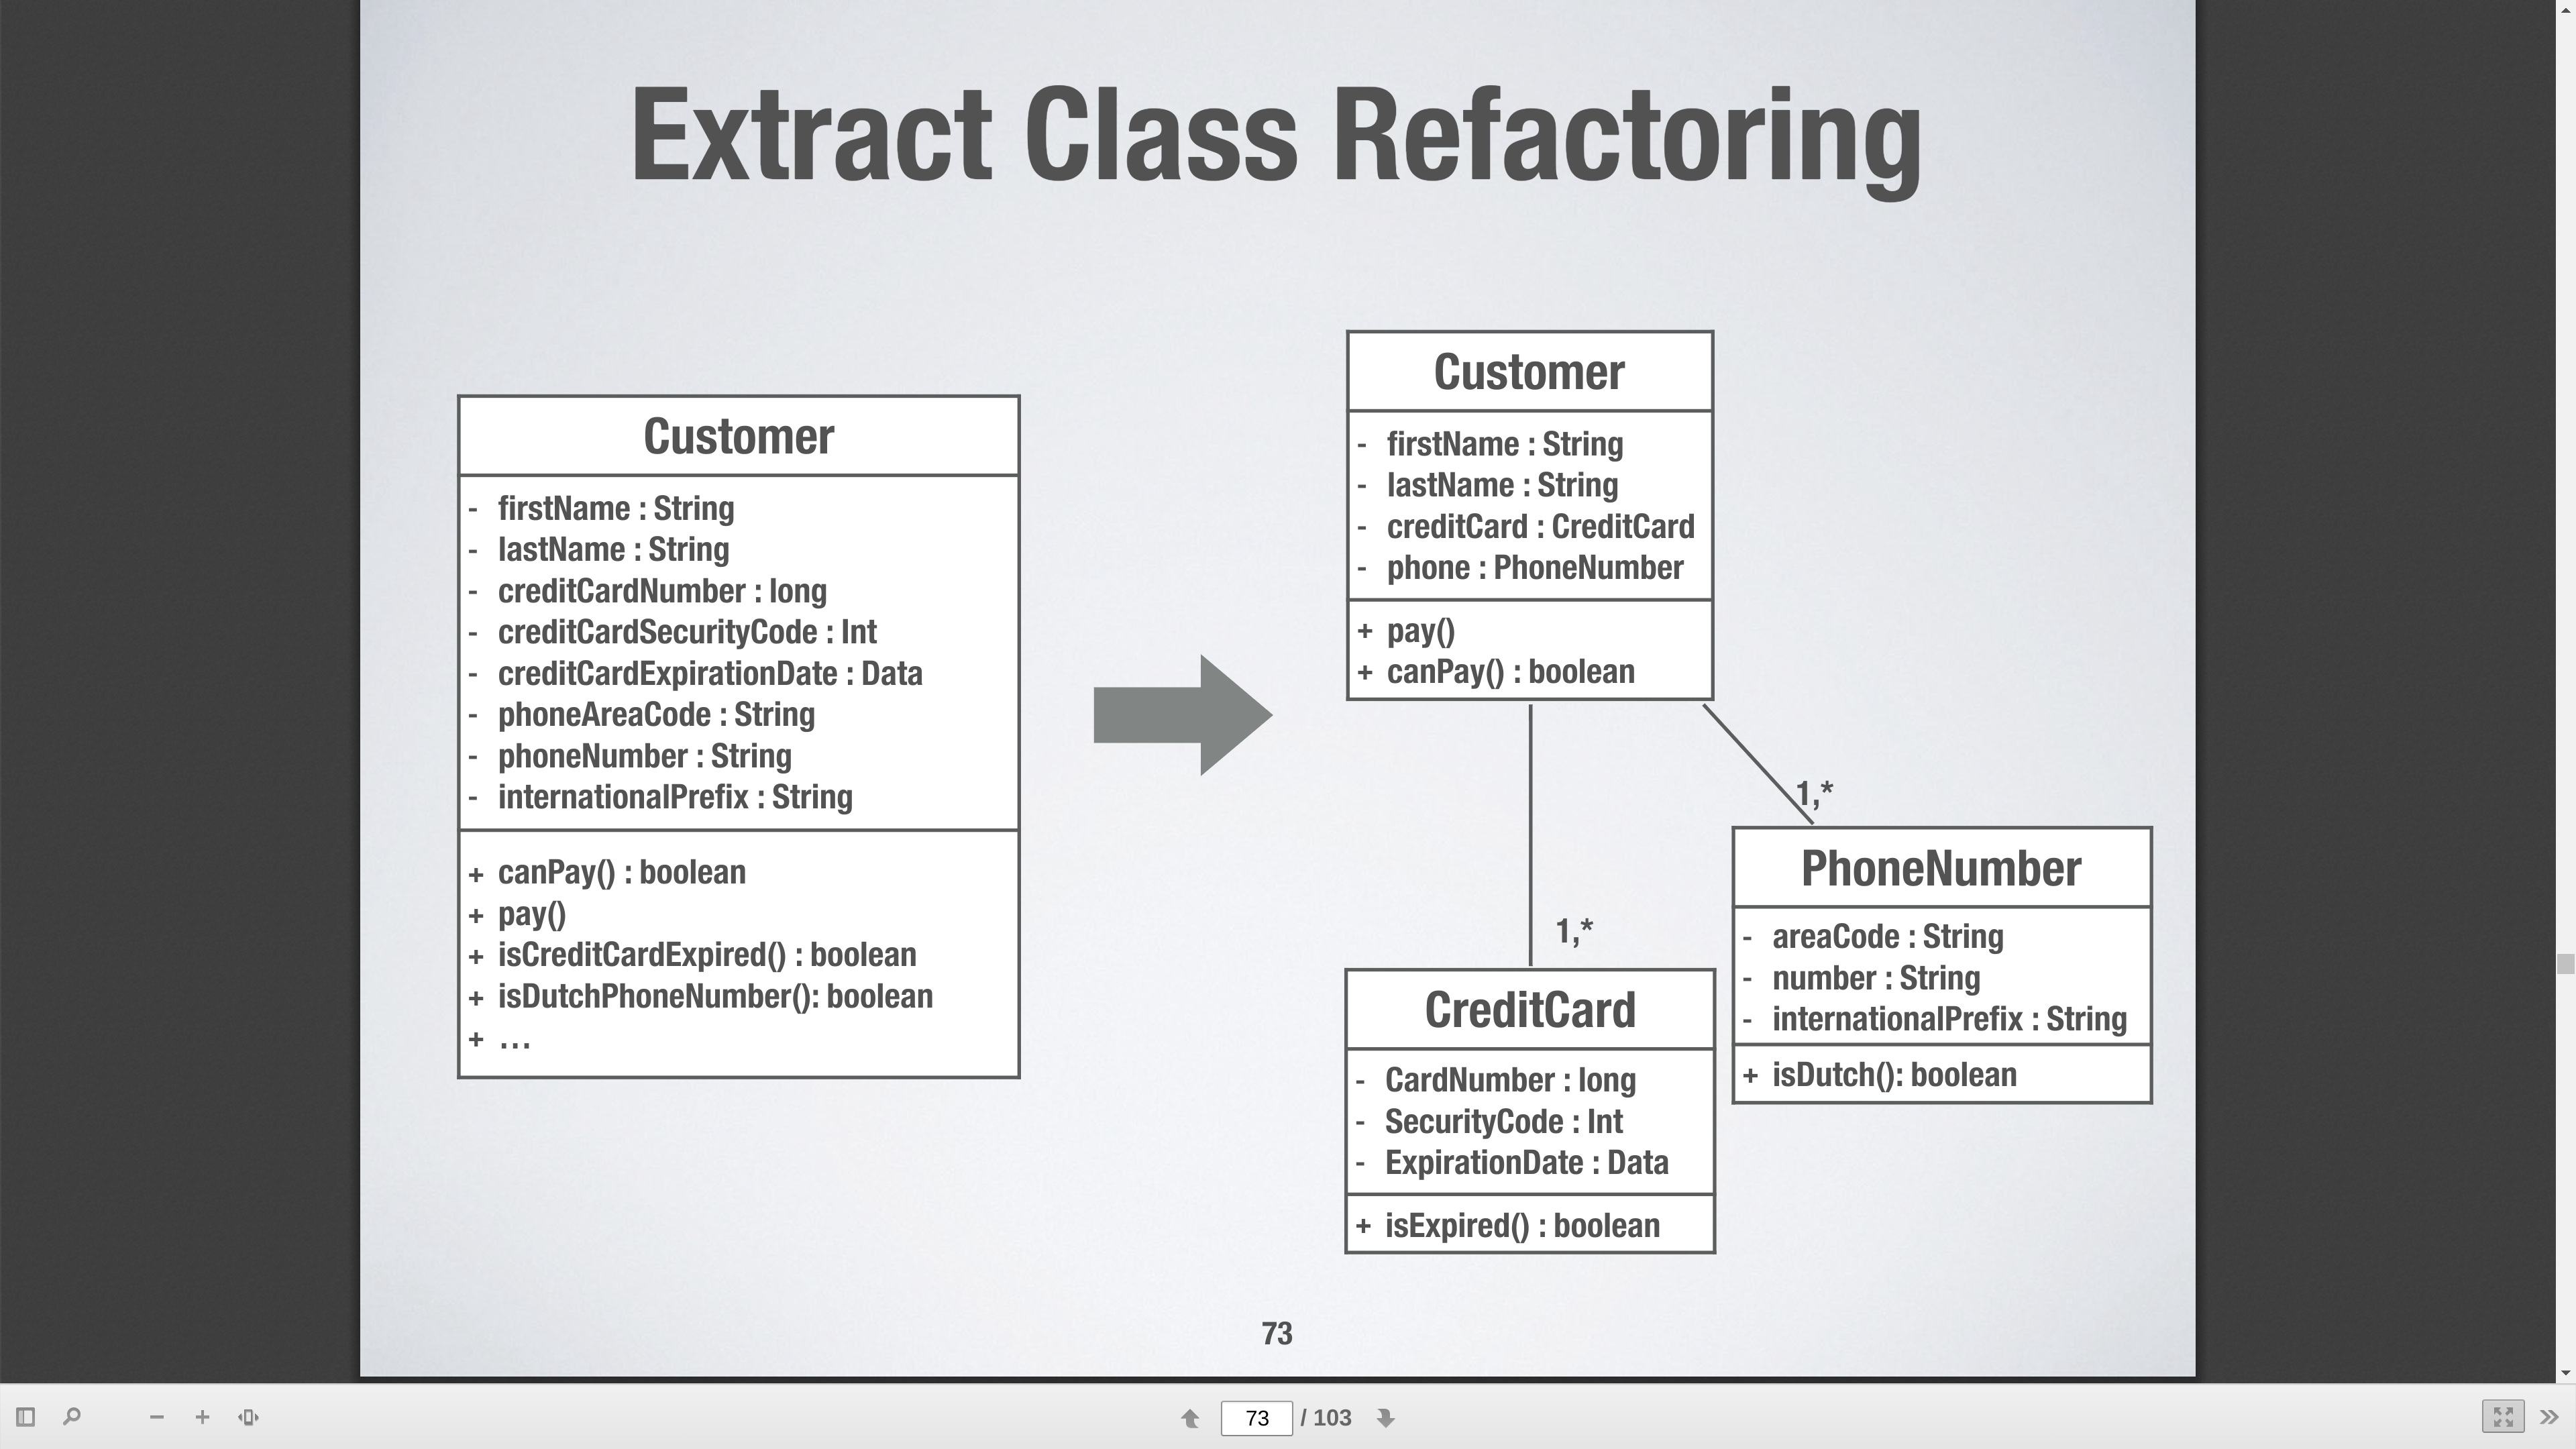 Extract Class Refactoring
Customer
- firstName : String
- lastName : String
- creditCardNumber : long
- creditCardSecurityCode : Int
- creditCardExpirationDate : Data
- phoneAreaCode : String
- phoneNumber : String
- internationalPrefix : String
+ canPay() : boolean
+ pay()
+ isCreditCardExpired() : boolean
+ isDutchPhoneNumber(): boolean
+ ...
Customer
- firstName : String
- lastName : String
- creditCard : CreditCard
- phone : PhoneNumber
+ pay()
+ canPay() : boolean
1,*
1,*
PhoneNumber
- areaCode : String
- number : String
- internationalPrefix : String
+ isDutch(): boolean
CreditCard
- CardNumber : long
- SecurityCode : Int
- ExpirationDate : Data
+ isExpired() : boolean
73
73 / 103